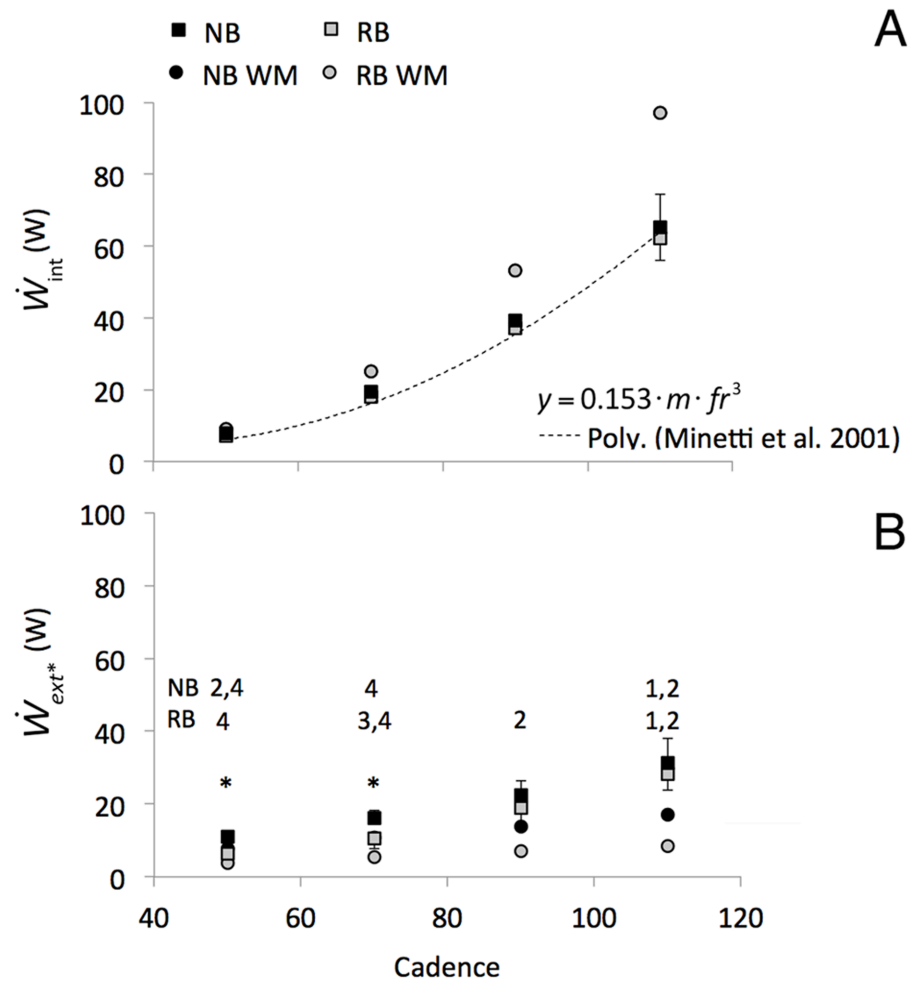 A
NB RB
NB WM RB WM
100
80
60
40
20
0
Ẇint (W)
y = 0.153·m·fr³
Poly. (Minetti et al. 2001)
B
100
80
60
40
20
0
Ẇext* (W)
NB 2,4 4 1,2
RB 4 3,4 2 1,2
* *
40 60 80 100 120
Cadence